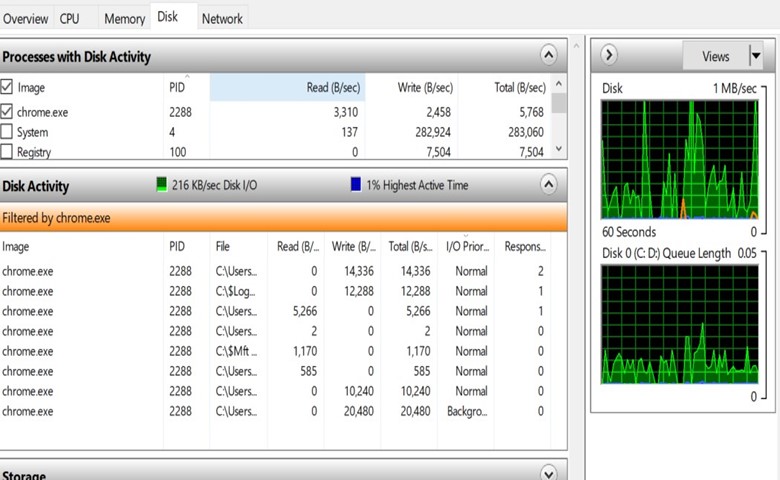 Overview CPU Memory Disk Network
Processes with Disk Activity
Image PID Read (B/sec) Write (B/sec) Total (B/sec)
chrome.exe 2288 3,310 2,458 5,768
System 4 137 282,924 283,060
Registry 100 0 7,504 7,504
Disk Activity 216 KB/sec Disk I/O 1% Highest Active Time
Filtered by chrome.exe
Image PID File Read (B/... Write (B/... Total (B/s... I/O Prior... Respons...
chrome.exe 2288 C:\Users... 0 14,336 14,336 Normal 2
chrome.exe 2288 C:\$Log... 0 12,288 12,288 Normal 1
chrome.exe 2288 C:\Users... 5,266 0 5,266 Normal 1
chrome.exe 2288 C:\Users... 2 0 2 Normal 0
chrome.exe 2288 C:\$Mft ... 1,170 0 1,170 Normal 0
chrome.exe 2288 C:\Users... 585 0 585 Normal 0
chrome.exe 2288 C:\Users... 0 10,240 10,240 Normal 0
chrome.exe 2288 C:\Users... 0 20,480 20,480 Backgro... 0
Storage
Views
Disk 1 MB/sec
60 Seconds 0
Disk 0 (C: D:) Queue Length 0.05
0